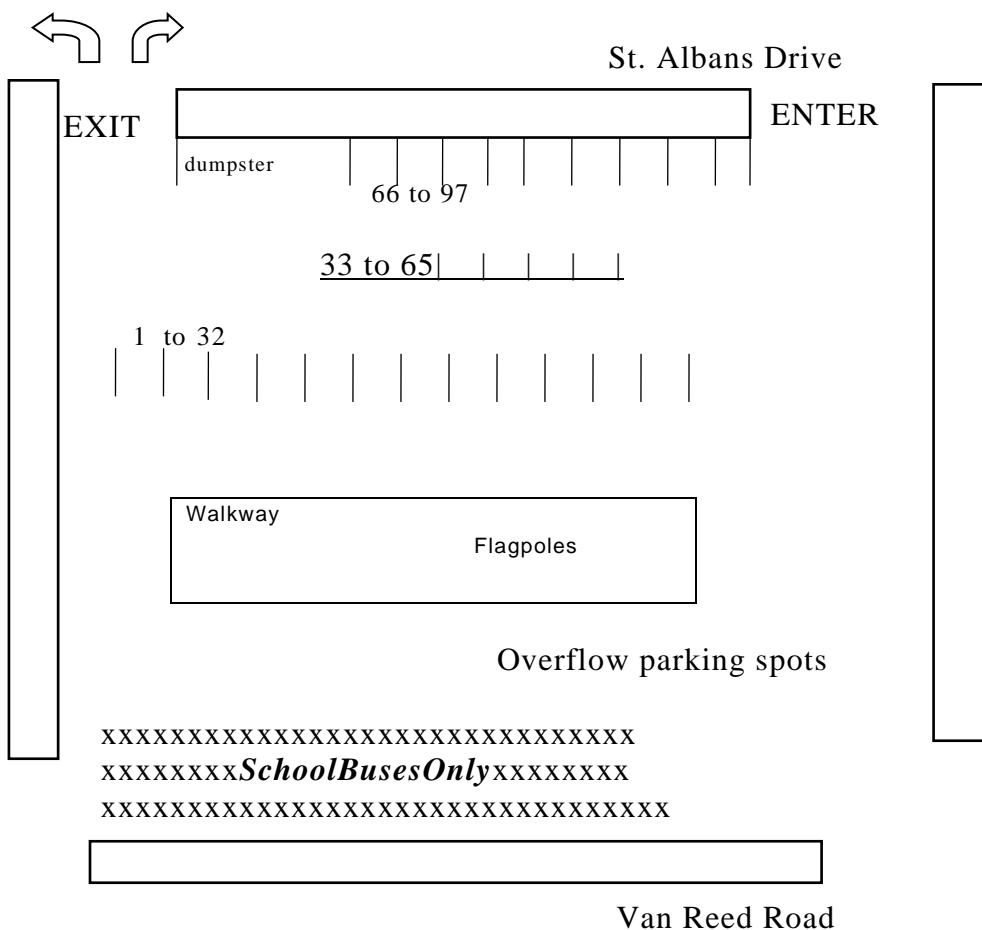 St. Albans Drive
EXIT
ENTER
dumpster
66 to 97
33 to 65
1 to 32
Walkway
Flagpoles
Overflow parking spots
xxxxxxxxxxxxxxxxxxxxxxxxxxxxxxx
xxxxxxxxSchoolBusesOnlyxxxxxxxx
xxxxxxxxxxxxxxxxxxxxxxxxxxxxxxxxx
Van Reed Road